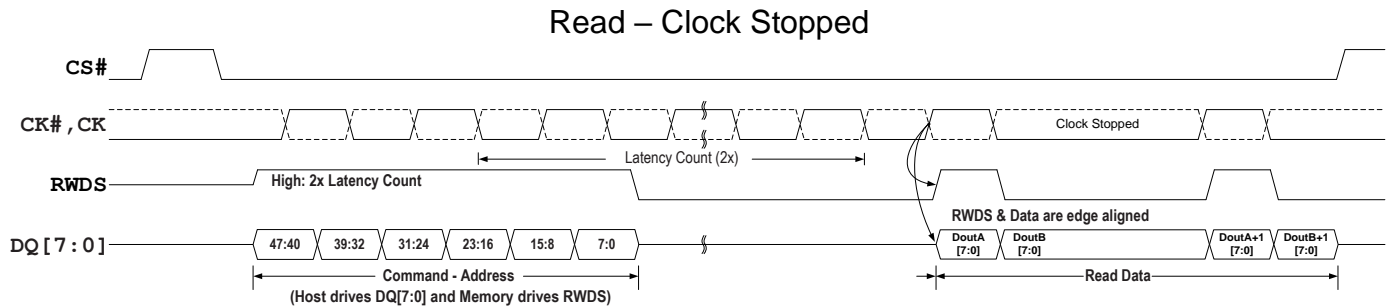 Read – Clock Stopped
CS#
CK#,CK
Clock Stopped
Latency Count (2x)
RWDS
High: 2x Latency Count
RWDS & Data are edge aligned
DQ[7:0]
47:40 39:32 31:24 23:16 15:8 7:0
DoutA [7:0]
DoutB [7:0]
DoutA+1 [7:0]
DoutB+1 [7:0]
Command - Address
Read Data
(Host drives DQ[7:0] and Memory drives RWDS)